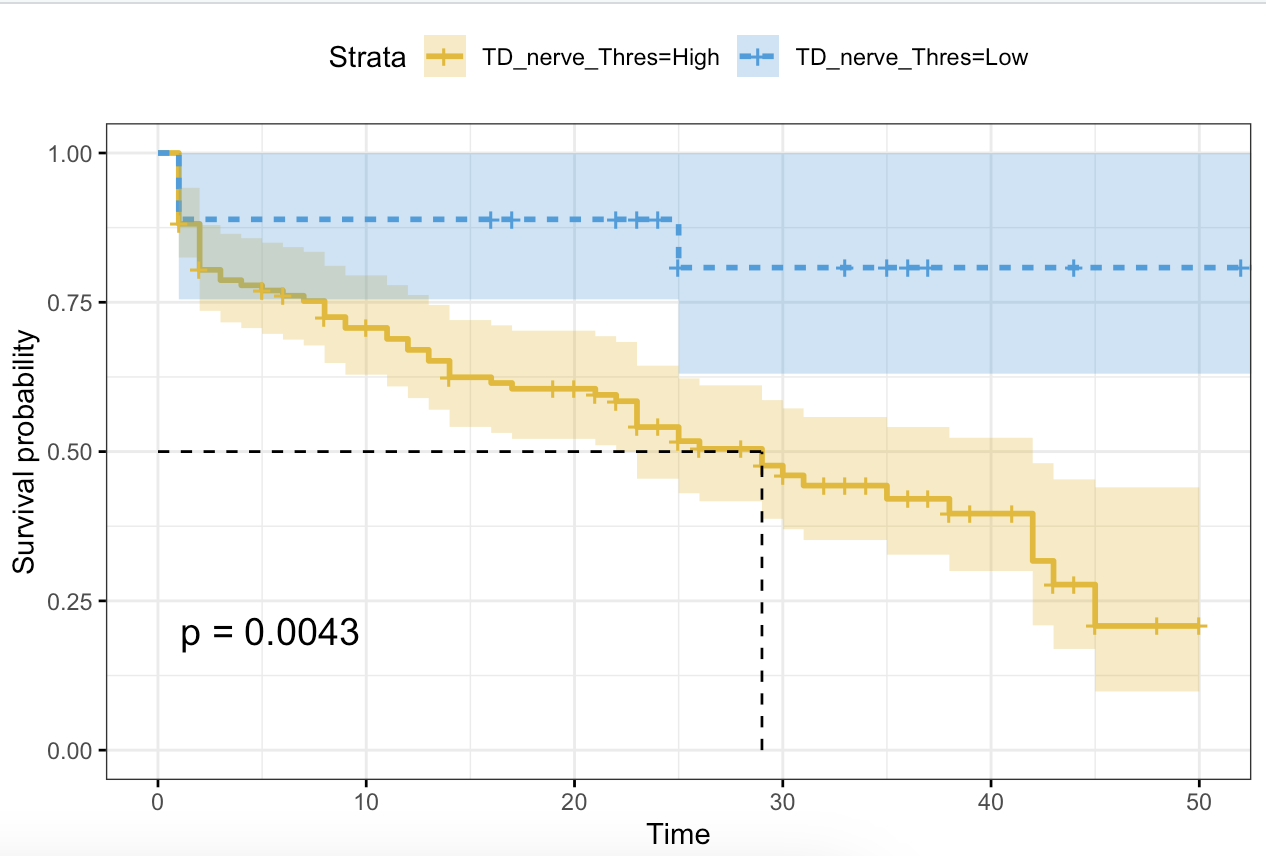 Strata TD_nerve_Thres=High TD_nerve_Thres=Low
1.00
0.75
0.50
0.25
0.00
Survival probability
p = 0.0043
0 10 20 30 40 50
Time